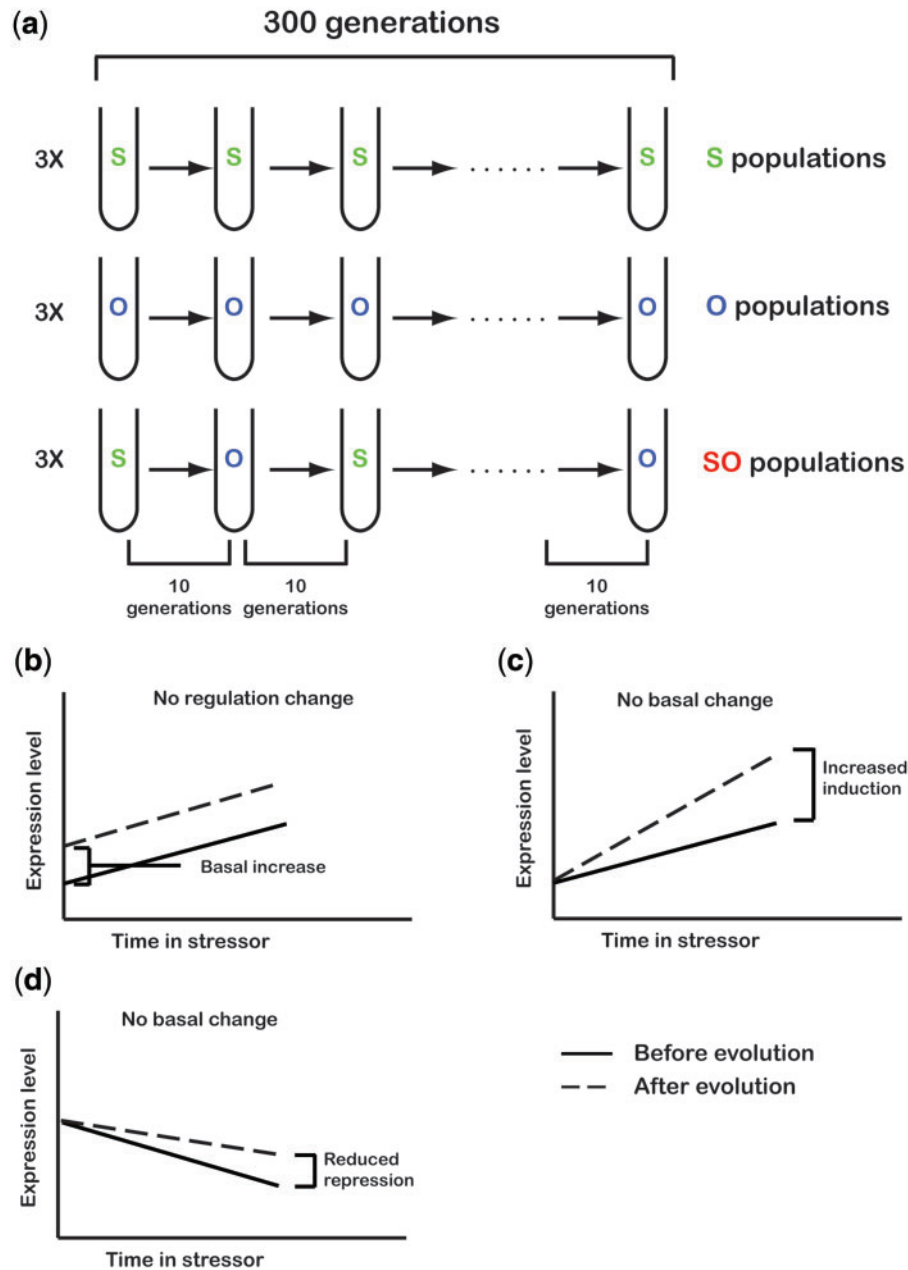 (a)
300 generations
3X S S S ...... S S populations
3X O O O ...... O O populations
3X S O S ...... O SO populations
10 generations
10 generations
10 generations
(b)
No regulation change
Expression level
Basal increase
Time in stressor
(c)
No basal change
Expression level
Increased
induction
Time in stressor
(d)
No basal change
Expression level
Reduced
repression
Time in stressor
Before evolution
After evolution